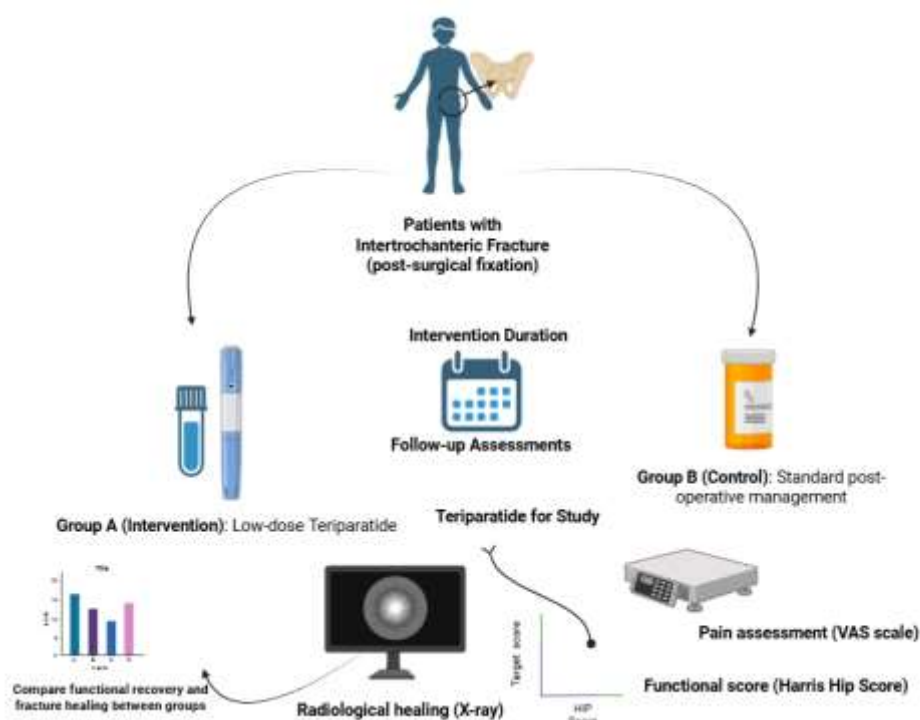 Patients with
Intertrochanteric Fracture
(post-surgical fixation)
Intervention Duration
Follow-up Assessments
Group A (Intervention): Low-dose Teriparatide
Group B (Control): Standard post-
operative management
Teriparatide for Study
Pain assessment (VAS scale)
Target score
HIP
Functional score (Harris Hip Score)
Radiological healing (X-ray)
Compare functional recovery and
fracture healing between groups